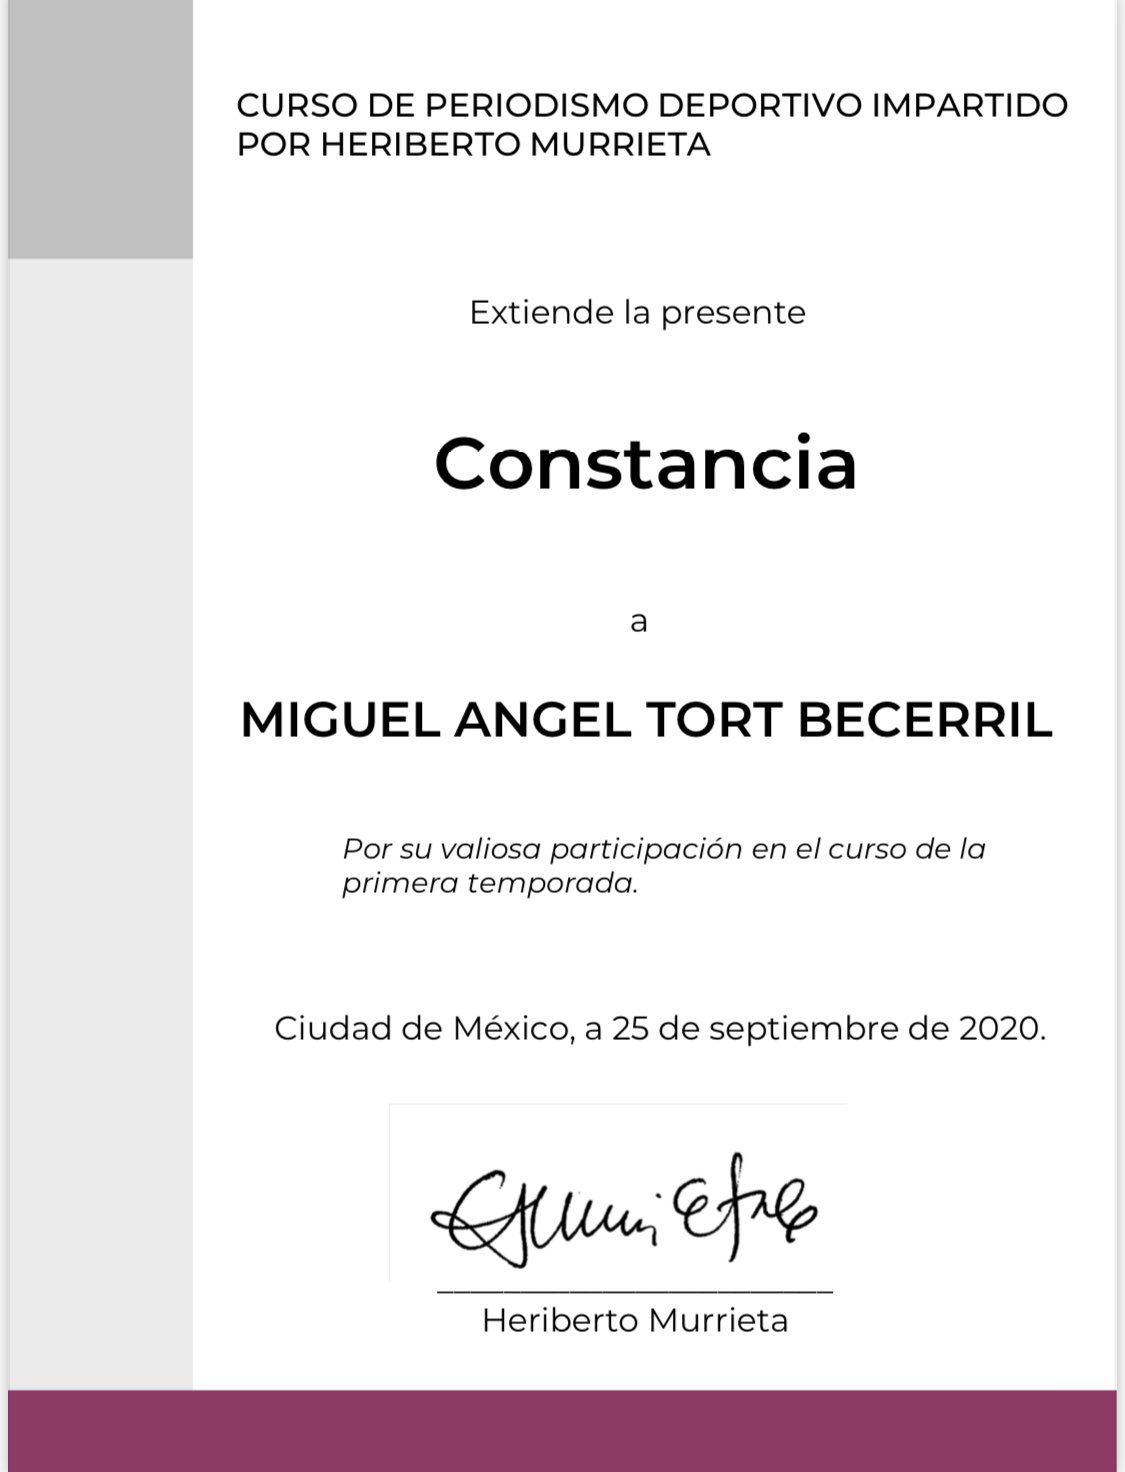 CURSO DE PERIODISMO DEPORTIVO IMPARTIDO
POR HERIBERTO MURRIETA
Extiende la presente
Constancia
a
MIGUEL ANGEL TORT BECERRIL
Por su valiosa participación en el curso de la
primera temporada.
Ciudad de México, a 25 de septiembre de 2020.
Heriberto Murrieta